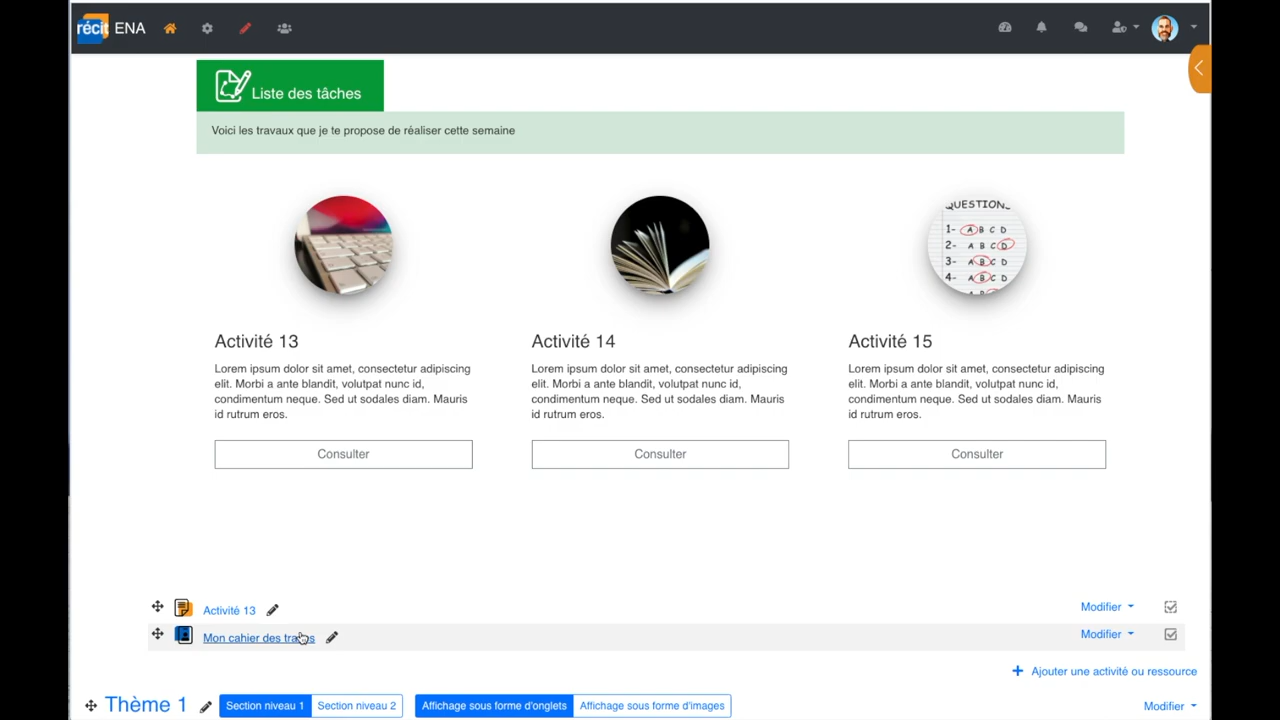 récit ENA
Liste des tâches
Voici les travaux que je te propose de réaliser cette semaine
QUESTIONS
1- A B C D
2- A B C D
3- A B C D
4- A B C D
Activité 13
Lorem ipsum dolor sit amet, consectetur adipiscing
elit. Morbi a ante blandit, volutpat nunc id,
condimentum neque. Sed ut sodales diam. Mauris
id rutrum eros.
Consulter
Activité 14
Lorem ipsum dolor sit amet, consectetur adipiscing
elit. Morbi a ante blandit, volutpat nunc id,
condimentum neque. Sed ut sodales diam. Mauris
id rutrum eros.
Consulter
Activité 15
Lorem ipsum dolor sit amet, consectetur adipiscing
elit. Morbi a ante blandit, volutpat nunc id,
condimentum neque. Sed ut sodales diam. Mauris
id rutrum eros.
Consulter
Activité 13 Modifier
Mon cahier des Modifier
Ajouter une activité ou ressource
Thème 1 Section niveau 1 Section niveau 2 Affichage sous forme d'onglets Affichage sous forme d'images Modifier